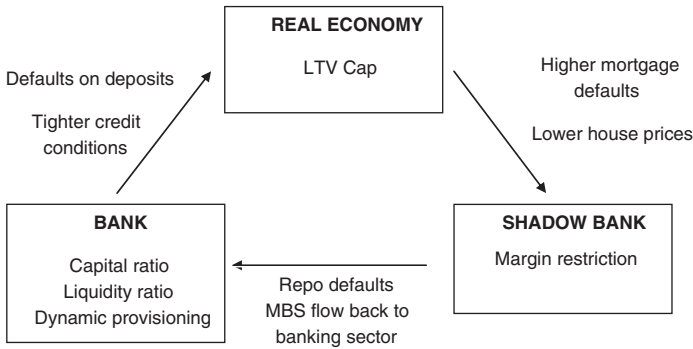 REAL ECONOMY
LTV Cap
Defaults on deposits
Tighter credit
conditions
Higher mortgage
defaults
Lower house prices
BANK
Capital ratio
Liquidity ratio
Dynamic provisioning
Repo defaults
MBS flow back to
banking sector
SHADOW BANK
Margin restriction